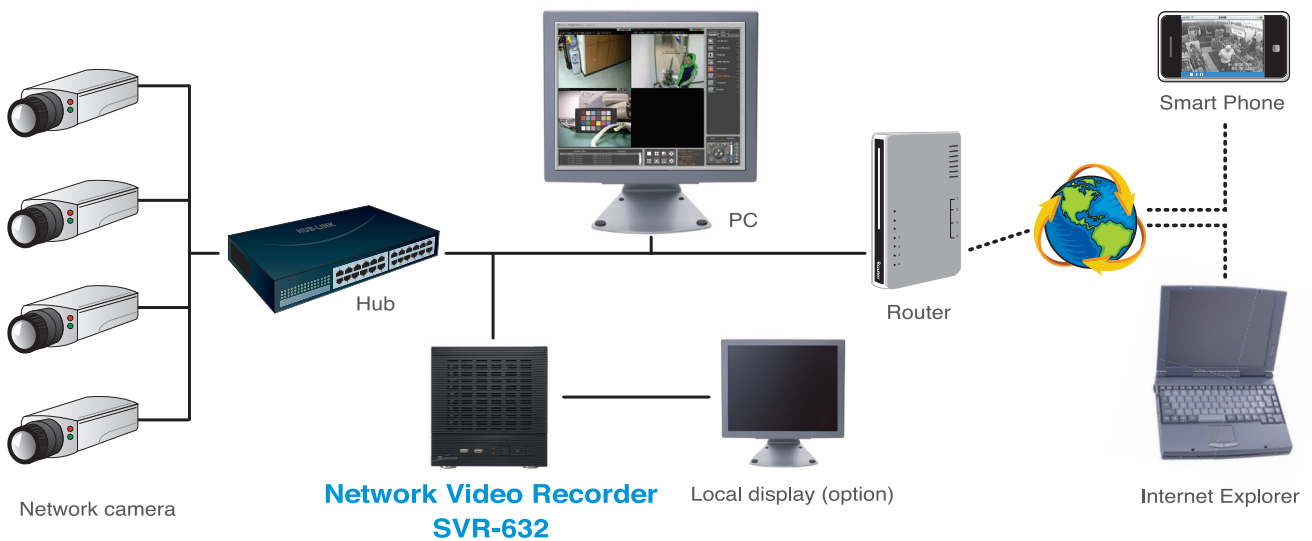 Smart Phone
HUB-LINK
PC
Hub
Router
Router
Network Video Recorder
SVR-632
Local display (option)
Network camera
Internet Explorer